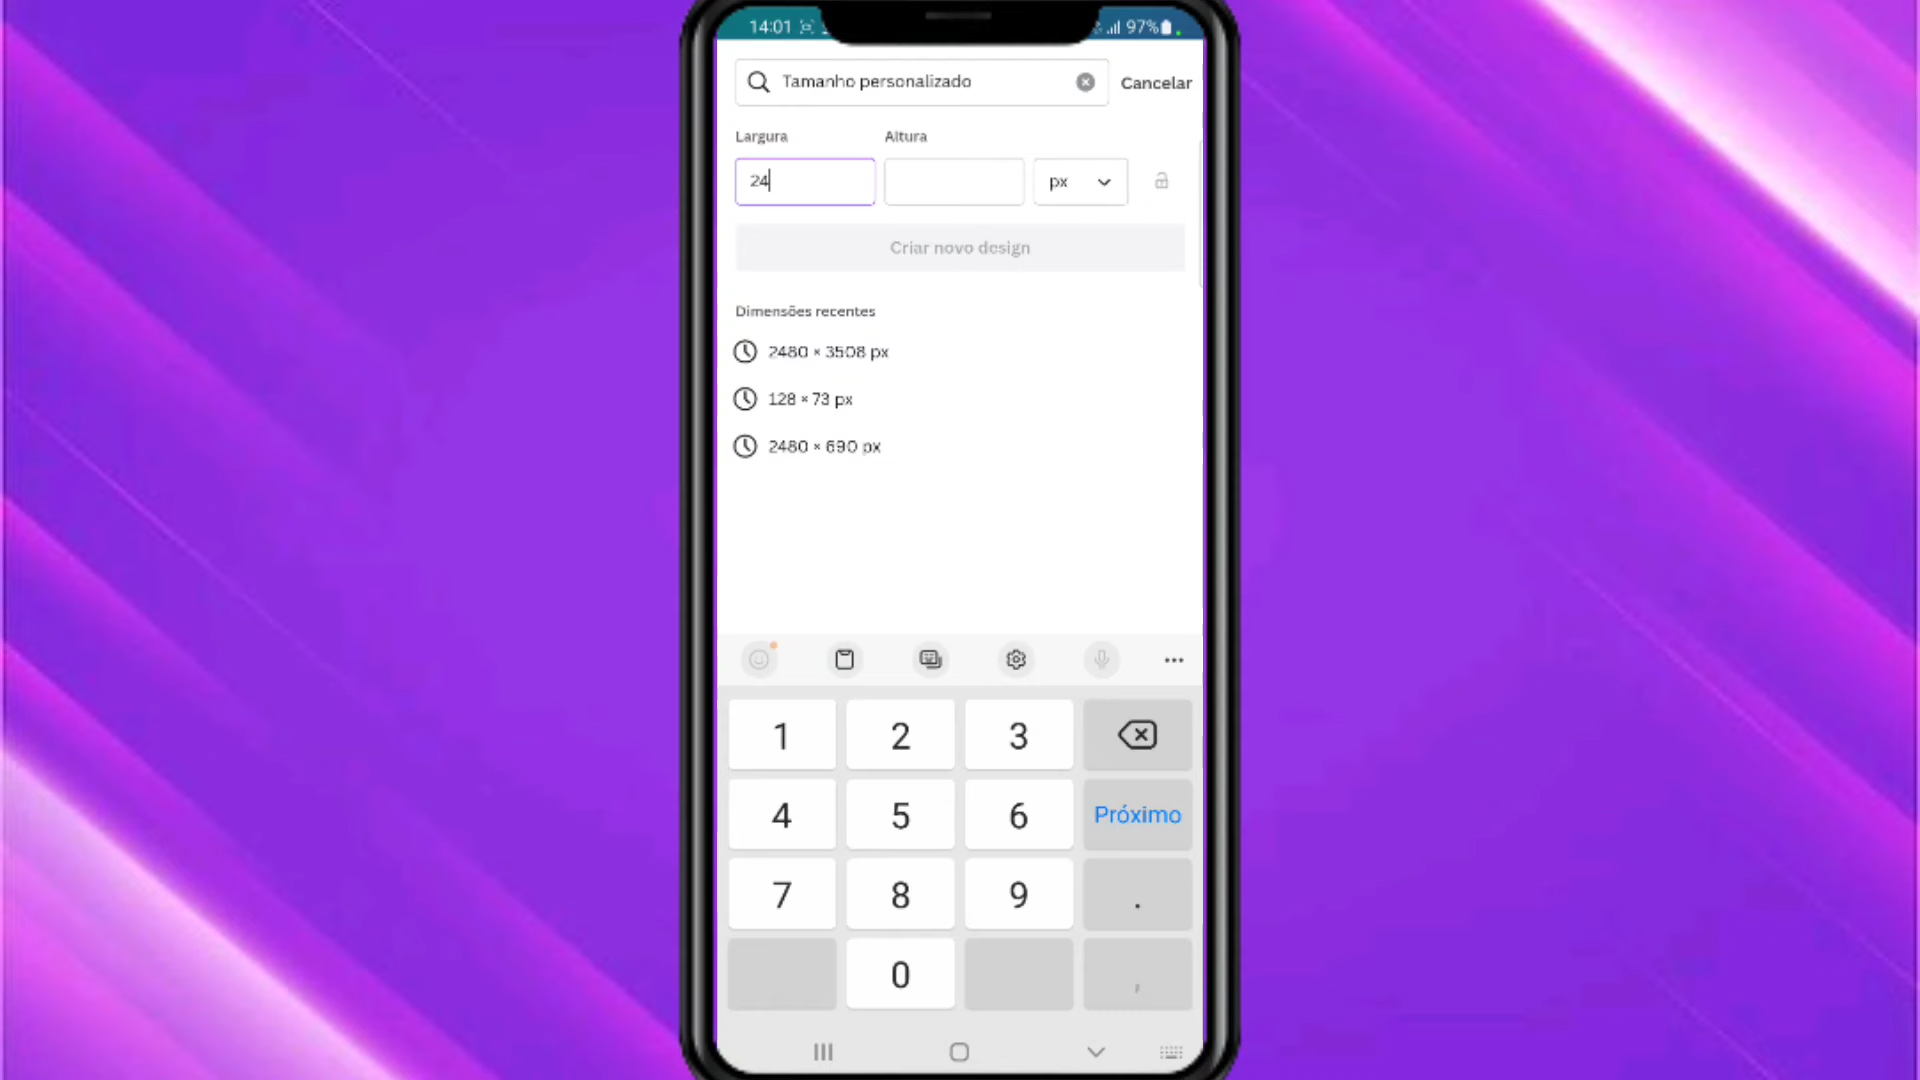 14:01 97%
Tamanho personalizado Cancelar
Largura Altura
24 px
Criar novo design
Dimensões recentes
2480 × 3508 px
128 × 73 px
2480 × 690 px
1 2 3
4 5 6 Próximo
7 8 9 .
0 ,